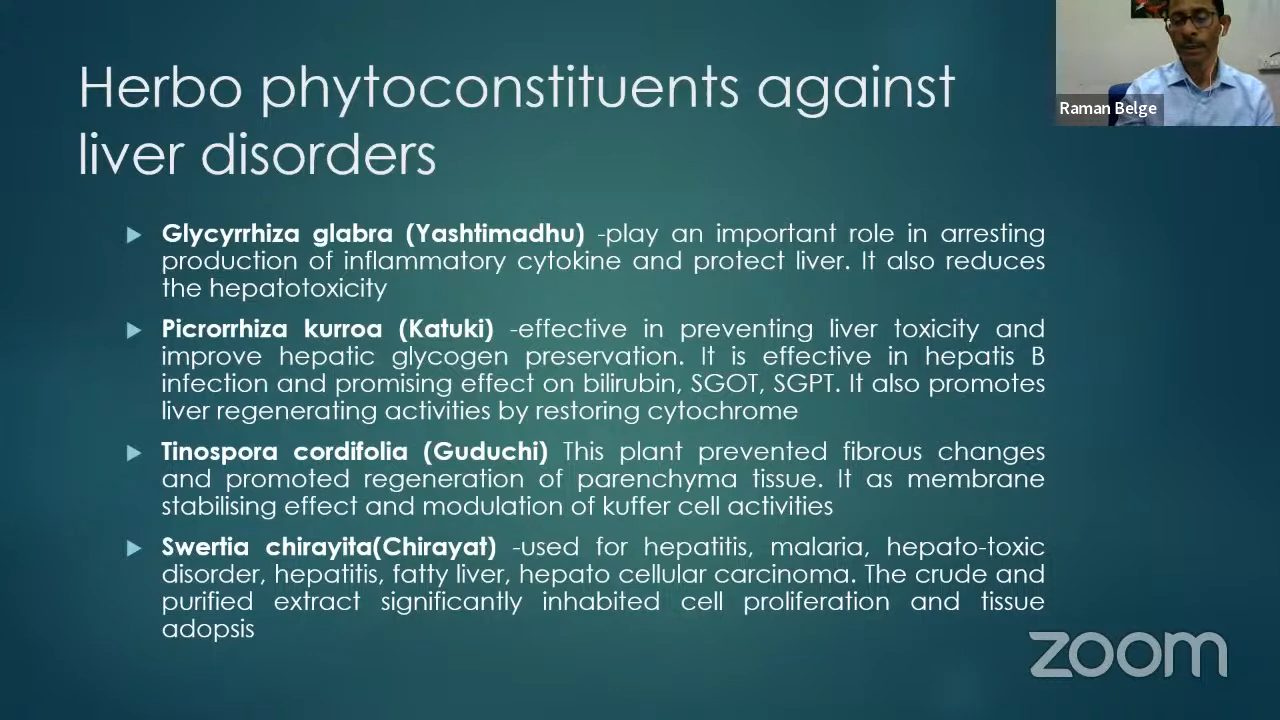 Herbo phytoconstituents against
liver disorders
Raman Belge
Glycyrrhiza glabra (Yashtimadhu) -play an important role in arresting
production of inflammatory cytokine and protect liver. It also reduces
the hepatotoxicity
Picrorrhiza kurroa (Katuki) -effective in preventing liver toxicity and
improve hepatic glycogen preservation. It is effective in hepatis B
infection and promising effect on bilirubin, SGOT, SGPT. It also promotes
liver regenerating activities by restoring cytochrome
Tinospora cordifolia (Guduchi) This plant prevented fibrous changes
and promoted regeneration of parenchyma tissue. It as membrane
stabilising effect and modulation of kuffer cell activities
Swertia chirayita(Chirayat) -used for hepatitis, malaria, hepato-toxic
disorder, hepatitis, fatty liver, hepato cellular carcinoma. The crude and
purified extract significantly inhabited cell proliferation and tissue
adopsis
zoom